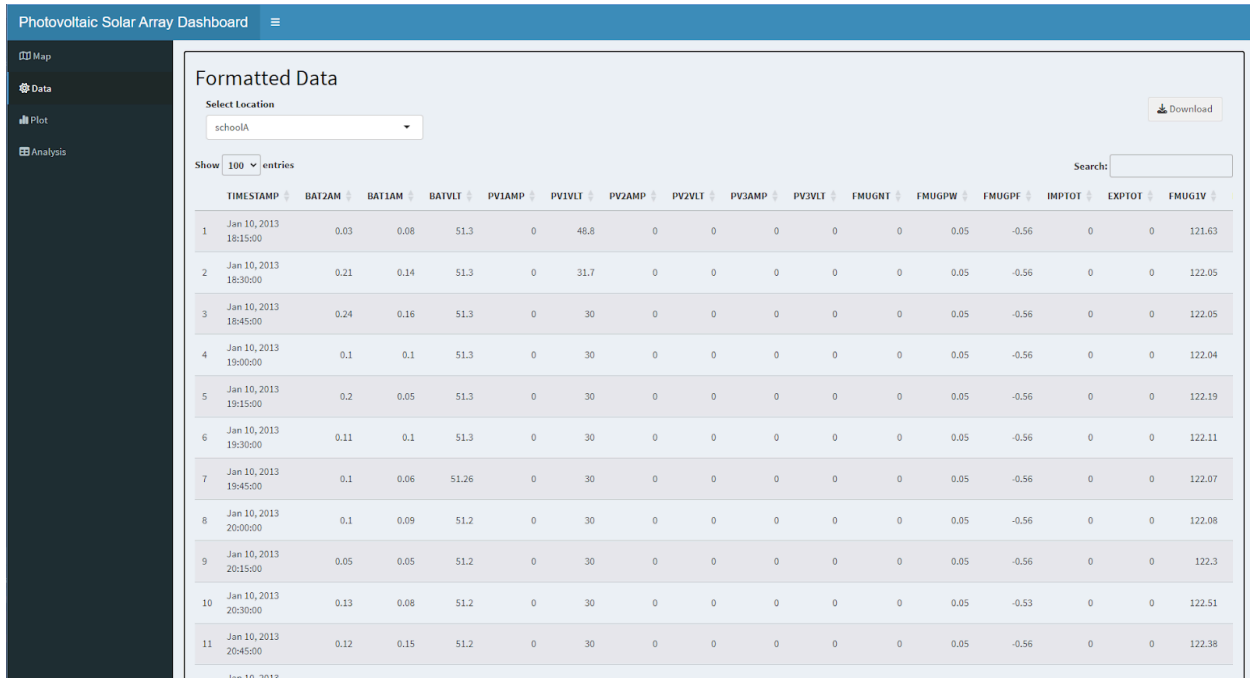 Photovoltaic Solar Array Dashboard
Map
Data
Plot
Analysis
Formatted Data
Select Location
schoolA
Download
Show 100 entries
Search:
TIMESTAMP BAT2AM BAT1AM BATVLT PV1AMP PV1VLT PV2AMP PV2VLT PV3AMP PV3VLT FMUGNT FMUGPW FMUGPF IMPTOT EXPTOT FMUG1V
1 Jan 10, 2013 18:15:00 0.03 0.08 51.3 0 48.8 0 0 0 0 0 0.05 -0.56 0 0 121.63
2 Jan 10, 2013 18:30:00 0.21 0.14 51.3 0 31.7 0 0 0 0 0 0.05 -0.56 0 0 122.05
3 Jan 10, 2013 18:45:00 0.24 0.16 51.3 0 30 0 0 0 0 0 0.05 -0.56 0 0 122.05
4 Jan 10, 2013 19:00:00 0.1 0.1 51.3 0 30 0 0 0 0 0 0.05 -0.56 0 0 122.04
5 Jan 10, 2013 19:15:00 0.2 0.05 51.3 0 30 0 0 0 0 0 0.05 -0.56 0 0 122.19
6 Jan 10, 2013 19:30:00 0.11 0.1 51.3 0 30 0 0 0 0 0 0.05 -0.56 0 0 122.11
7 Jan 10, 2013 19:45:00 0.1 0.06 51.26 0 30 0 0 0 0 0 0.05 -0.56 0 0 122.07
8 Jan 10, 2013 20:00:00 0.1 0.09 51.2 0 30 0 0 0 0 0 0.05 -0.56 0 0 122.08
9 Jan 10, 2013 20:15:00 0.05 0.05 51.2 0 30 0 0 0 0 0 0.05 -0.56 0 0 122.3
10 Jan 10, 2013 20:30:00 0.13 0.08 51.2 0 30 0 0 0 0 0 0.05 -0.53 0 0 122.51
11 Jan 10, 2013 20:45:00 0.12 0.15 51.2 0 30 0 0 0 0 0 0.05 -0.56 0 0 122.38
Jan 10, 2013